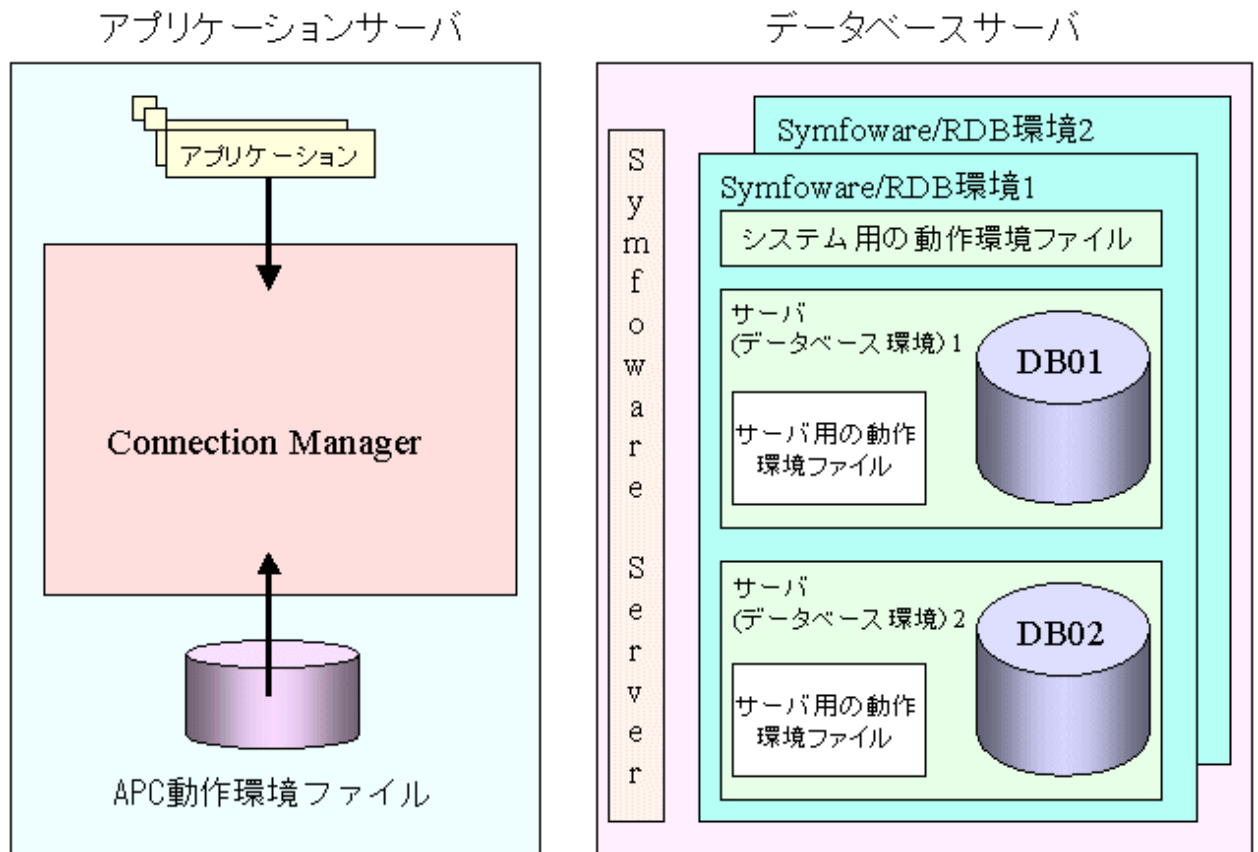 アプリケーションサーバ
アプリケーション
Connection Manager
APC動作環境ファイル
データベースサーバ
Symfoware Server
Symfoware/RDB環境2
Symfoware/RDB環境1
システム用の動作環境ファイル
サーバ
(データベース環境)1
DB01
サーバ用の動作
環境ファイル
サーバ
(データベース環境)2
DB02
サーバ用の動作
環境ファイル